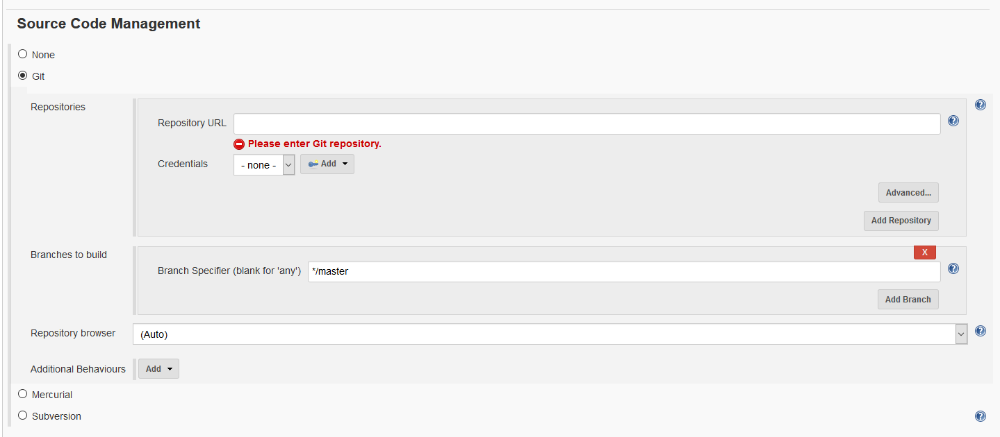 Source Code Management
None
Git
Repositories
Repository URL
Please enter Git repository.
Credentials - none - Add
Advanced...
Add Repository
Branches to build
X
Branch Specifier (blank for 'any') */master
Add Branch
Repository browser (Auto)
Additional Behaviours Add
Mercurial
Subversion